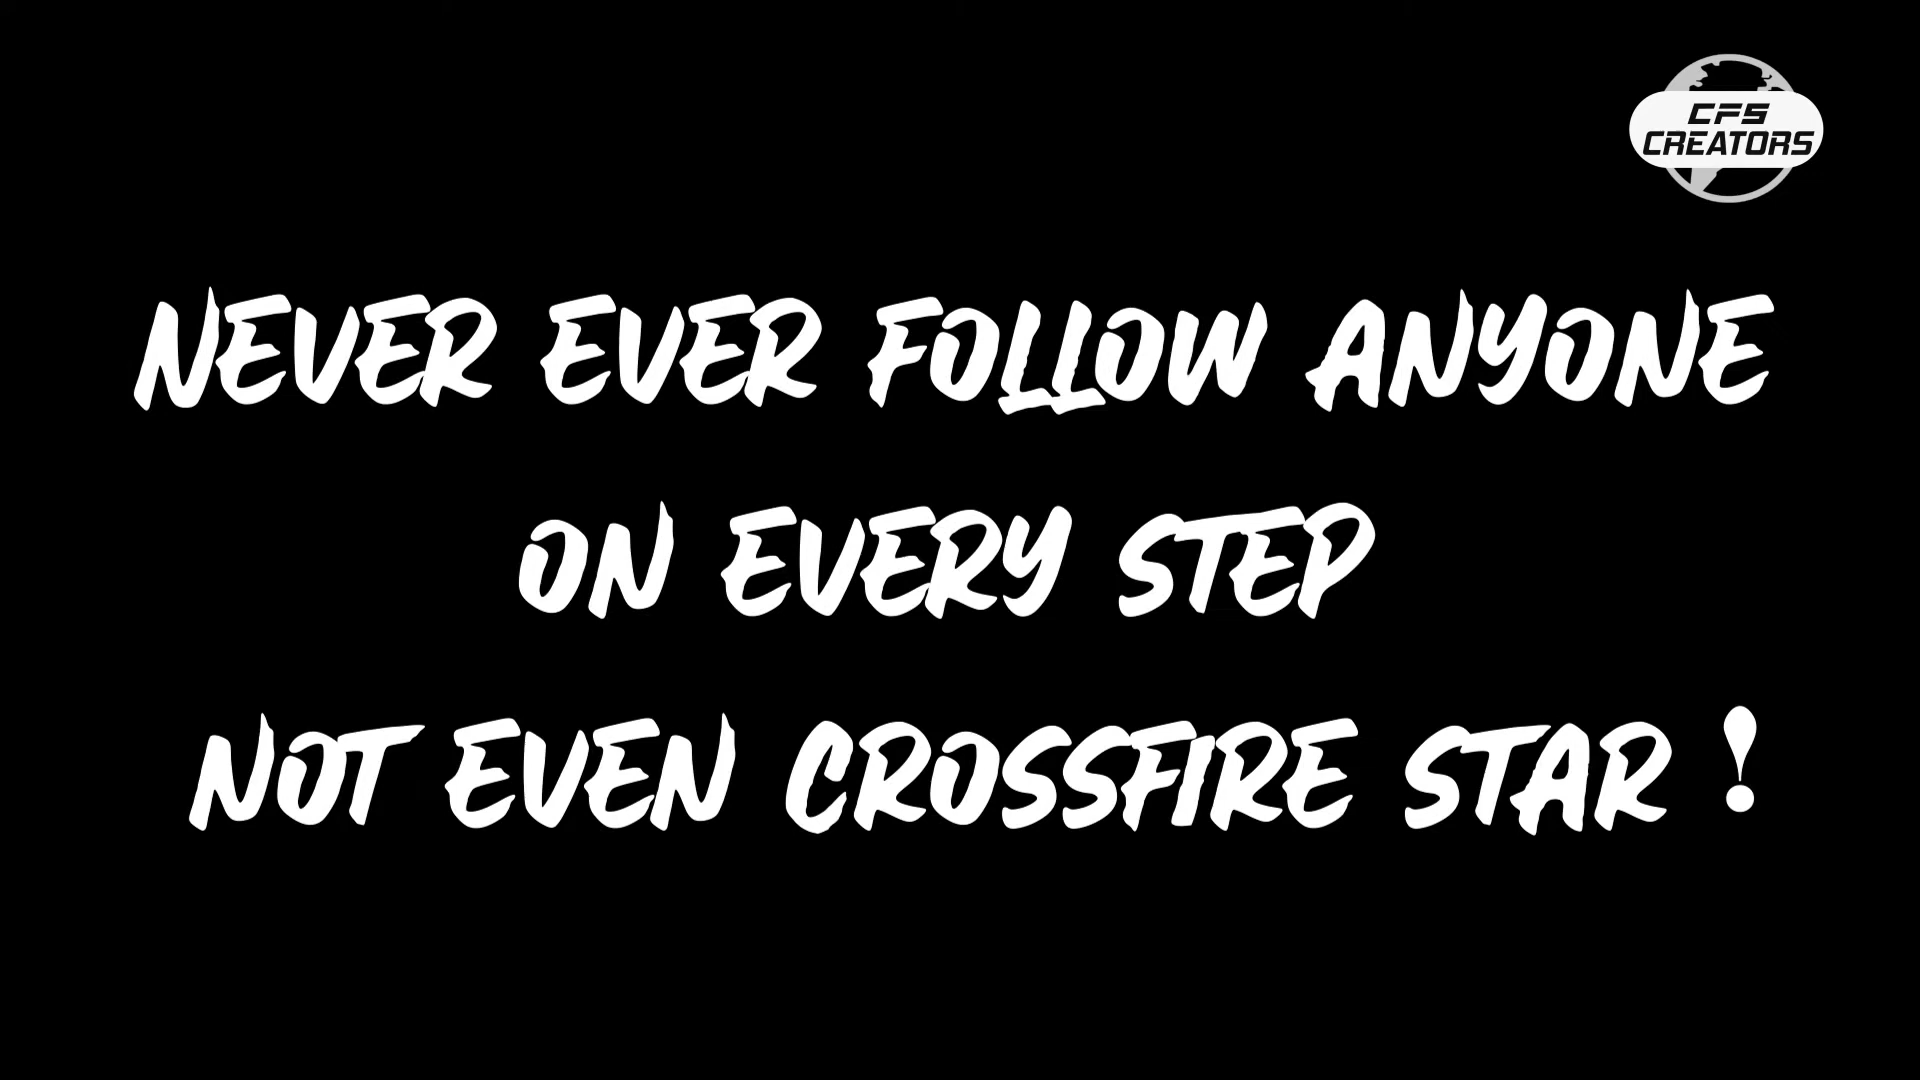 CFS
CREATORS
NEVER EVER FOLLOW ANYONE
ON EVERY STEP
NOT EVEN CROSSFIRE STAR !